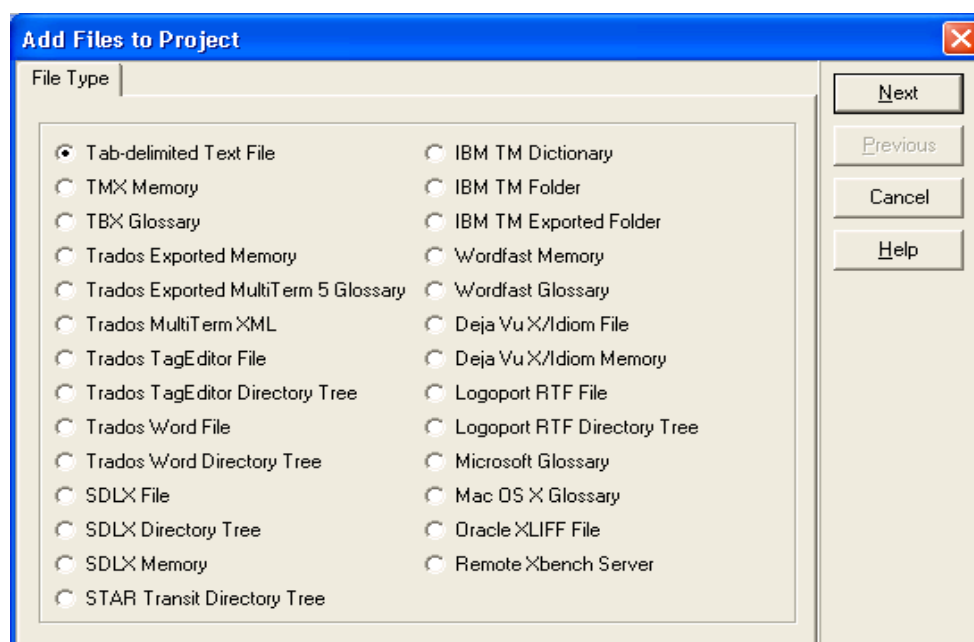 Add Files to Project
File Type
Tab-delimited Text File
TMX Memory
TBX Glossary
Trados Exported Memory
Trados Exported MultiTerm 5 Glossary
Trados MultiTerm XML
Trados TagEditor File
Trados TagEditor Directory Tree
Trados Word File
Trados Word Directory Tree
SDLX File
SDLX Directory Tree
SDLX Memory
STAR Transit Directory Tree
IBM TM Dictionary
IBM TM Folder
IBM TM Exported Folder
Wordfast Memory
Wordfast Glossary
Deja Vu X/Idiom File
Deja Vu X/Idiom Memory
Logoport RTF File
Logoport RTF Directory Tree
Microsoft Glossary
Mac OS X Glossary
Oracle XLIFF File
Remote Xbench Server
Next
Previous
Cancel
Help